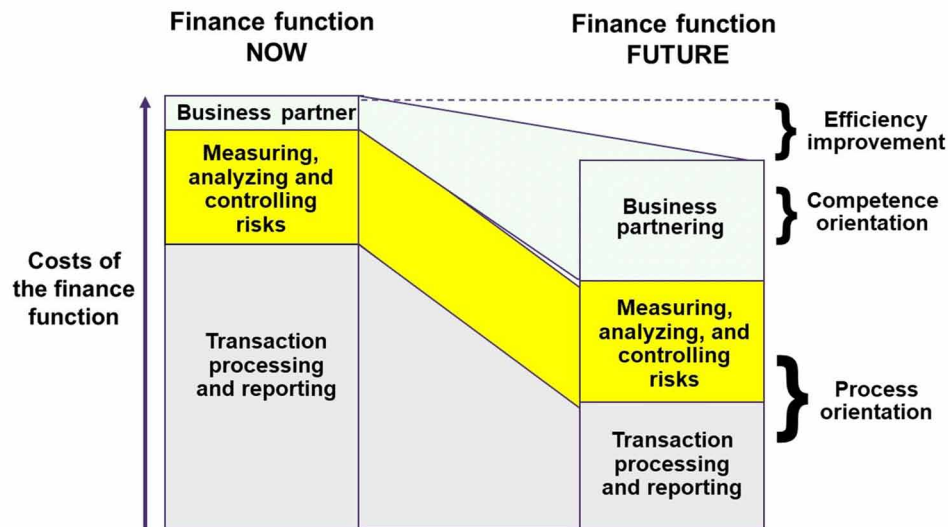 Finance function
NOW
Finance function
FUTURE
Business partner
Measuring,
analyzing and
controlling
risks
Transaction
processing
and reporting
Costs of
the finance
function
Business
partnering
Measuring,
analyzing, and
controlling
risks
Transaction
processing
and reporting
Efficiency
improvement
Competence
orientation
Process
orientation